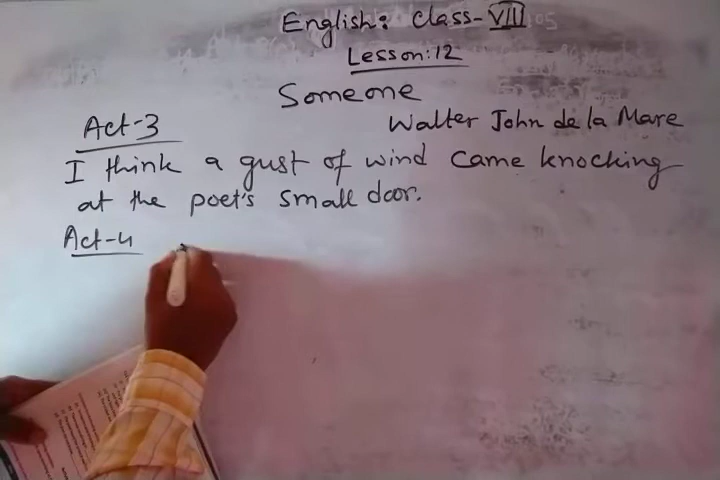 English: Class-VIII
Lesson:12
Someone
Walter John de la Mare
Act-3
I think a gust of wind came knocking
at the poet's small door.
Act-4